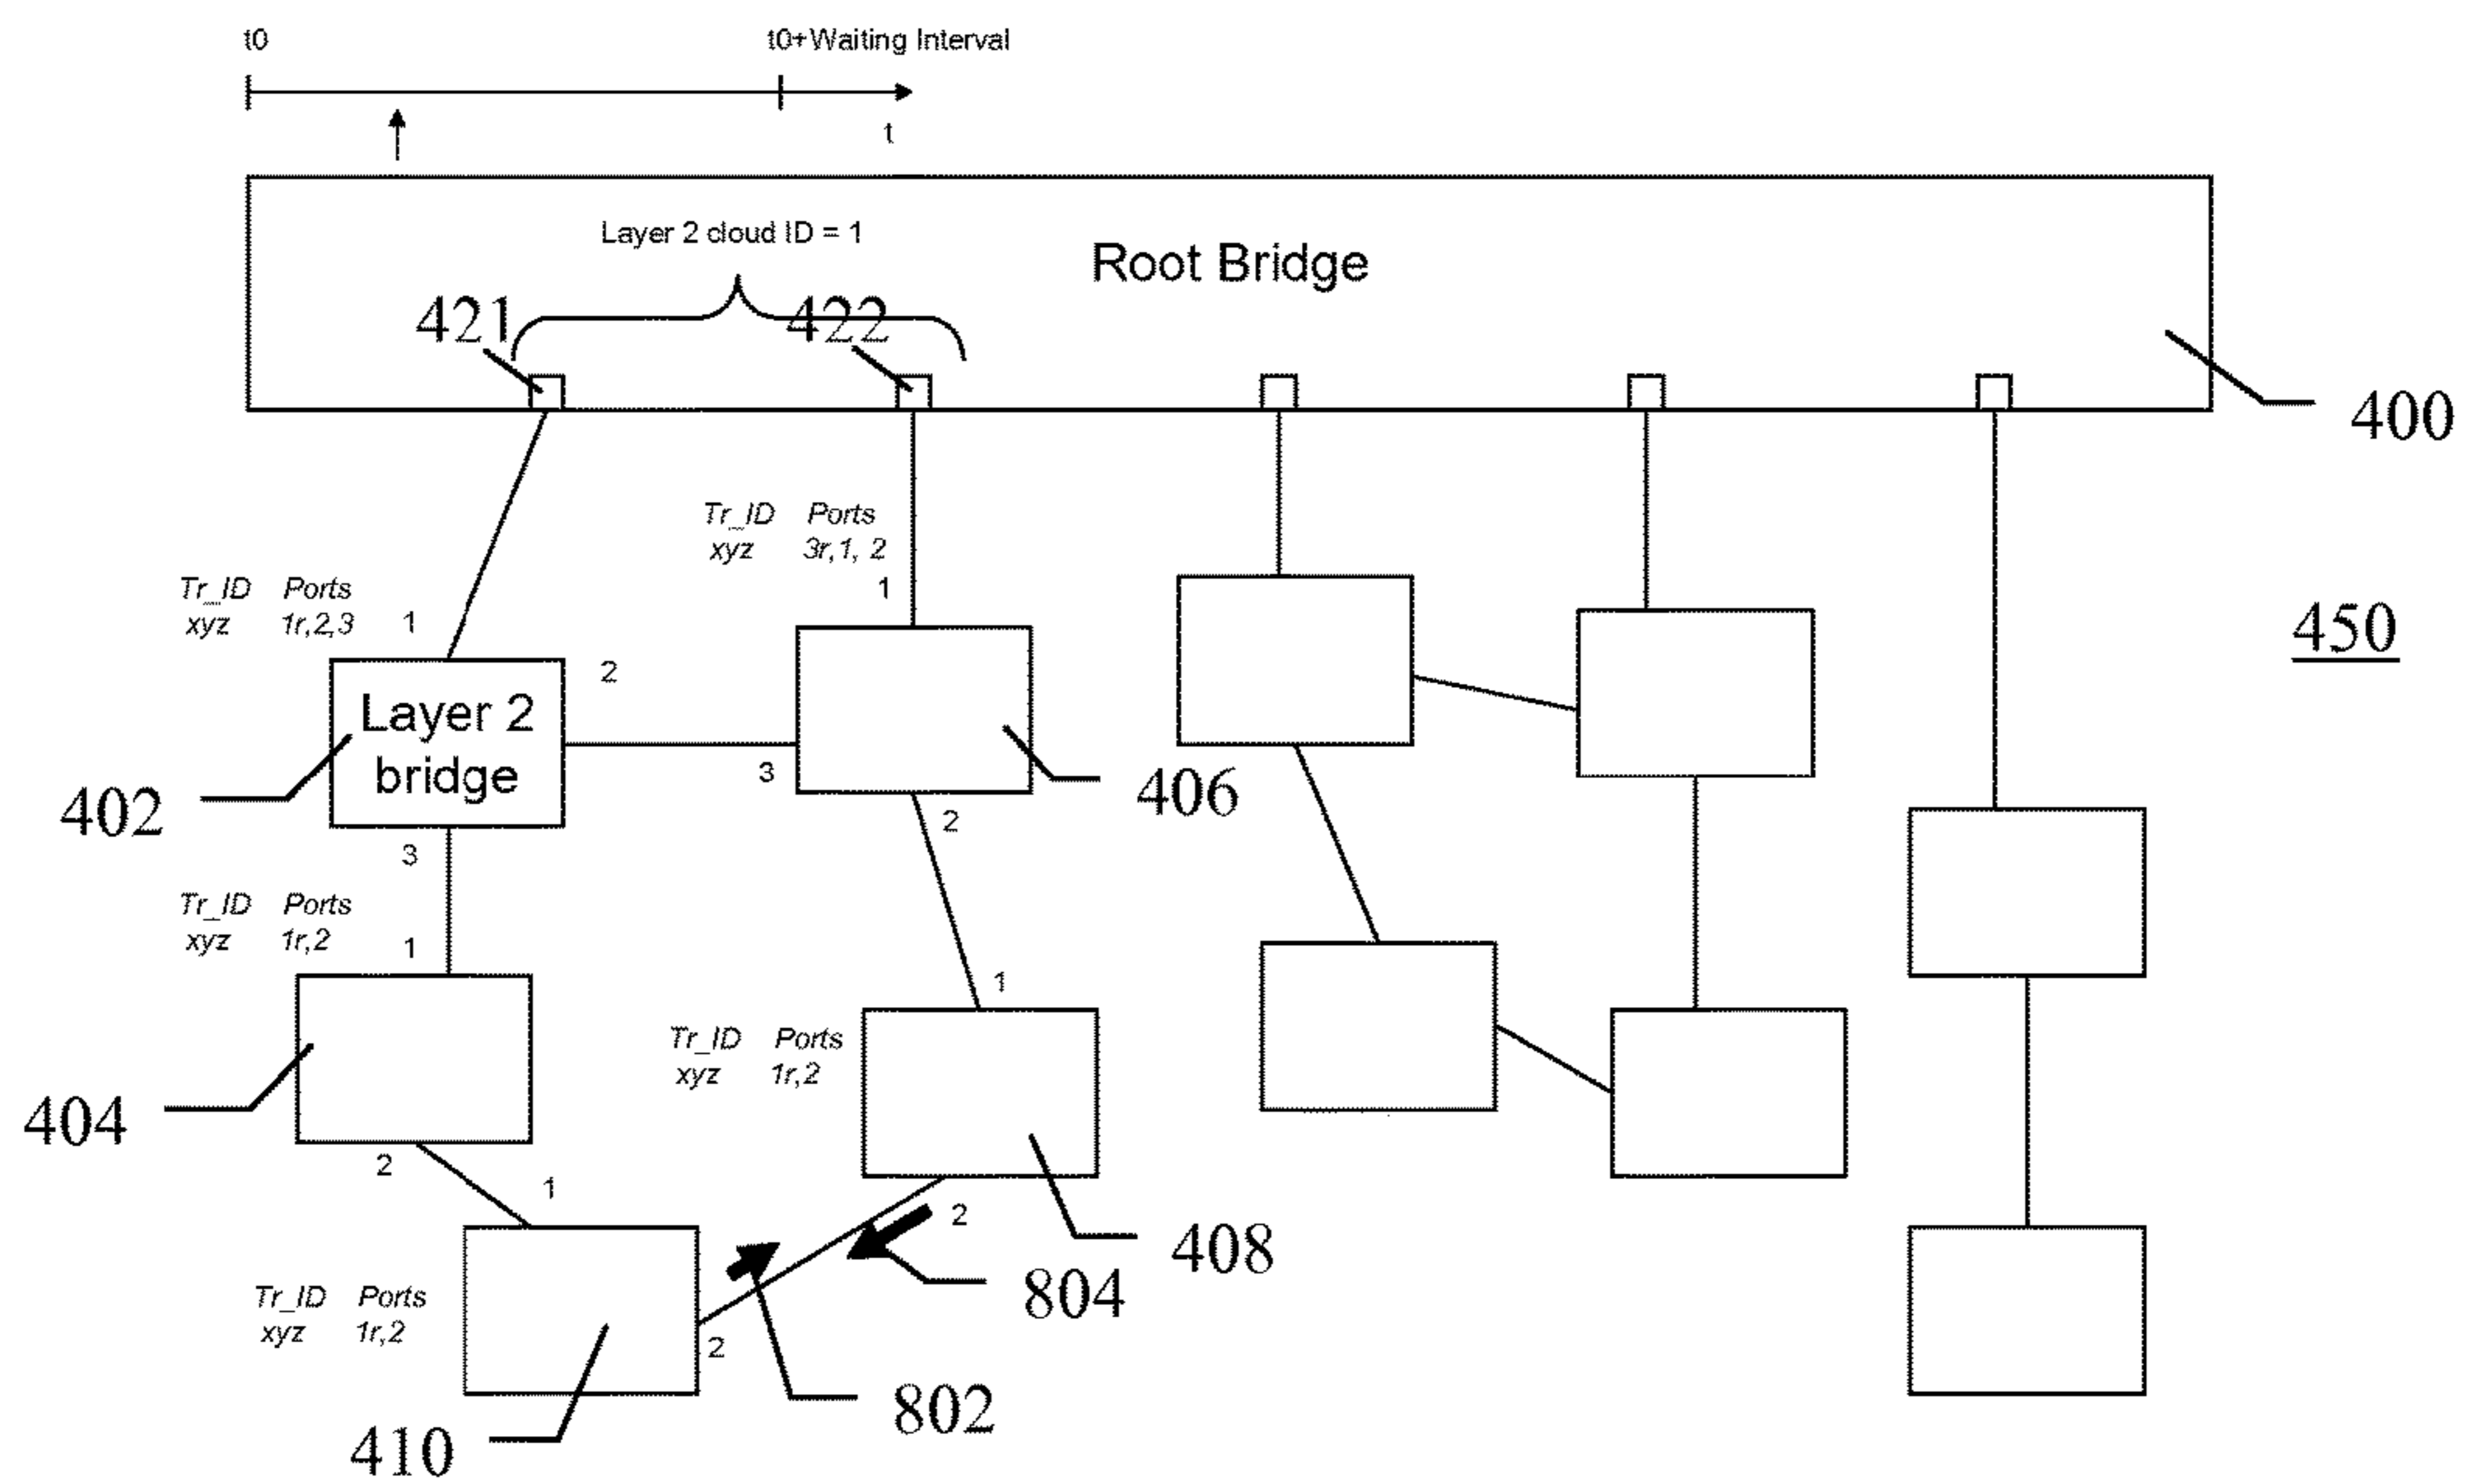 t0 t0+Waiting Interval
t
Layer 2 cloud ID = 1
Root Bridge
421 422
400
Tr_ID Ports
xyz 3r,1, 2
1
Tr_ID Ports
xyz 1r,2,3 1
450
2
Layer 2
bridge
3
402
406
2
3
Tr_ID Ports
xyz 1r,2
1
1
Tr_ID Ports
xyz 1r,2
404
2
1
2
408
804
Tr_ID Ports
xyz 1r,2
2
802
410